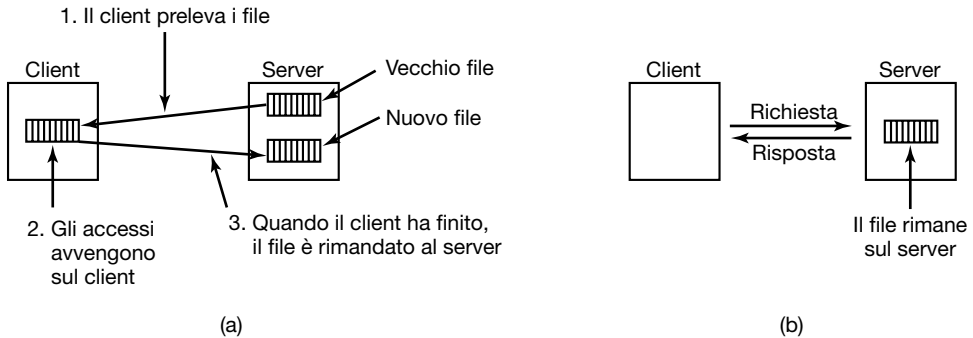 1. Il client preleva i file
Client
Server
Vecchio file
Nuovo file
2. Gli accessi
avvengono
sul client
3. Quando il client ha finito,
il file è rimandato al server
(a)
Client
Server
Richiesta
Risposta
Il file rimane
sul server
(b)